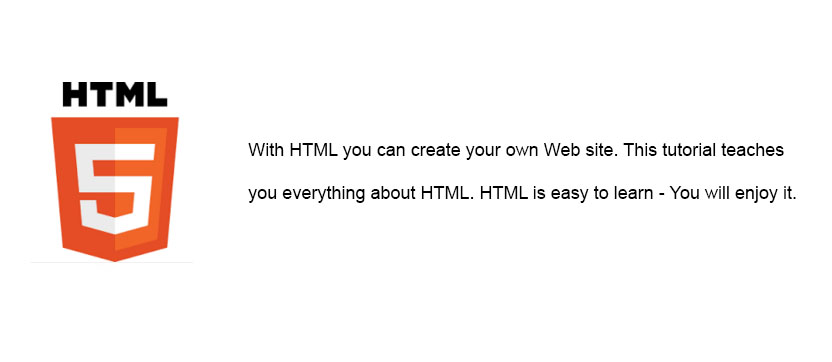 HTML
5
With HTML you can create your own Web site. This tutorial teaches
you everything about HTML. HTML is easy to learn - You will enjoy it.